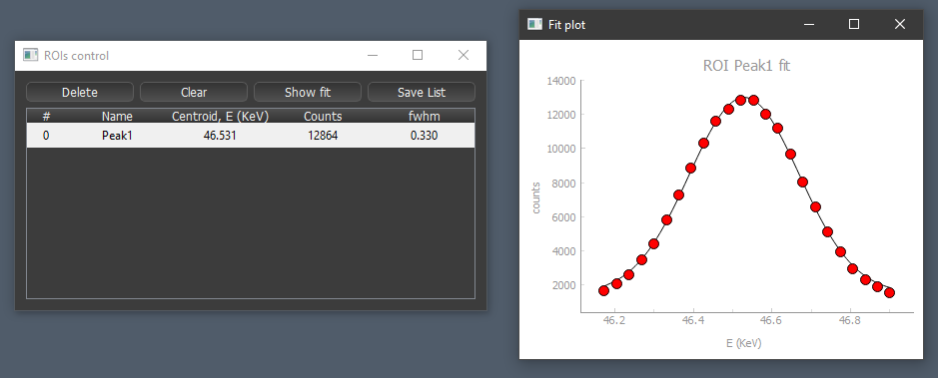 ROIs control
Delete Clear Show fit Save List
# Name Centroid, E (KeV) Counts fwhm
0 Peak1 46.531 12864 0.330
Fit plot
ROI Peak1 fit
14000
12000
10000
8000
6000
4000
2000
counts
46.2 46.4 46.6 46.8
E (KeV)